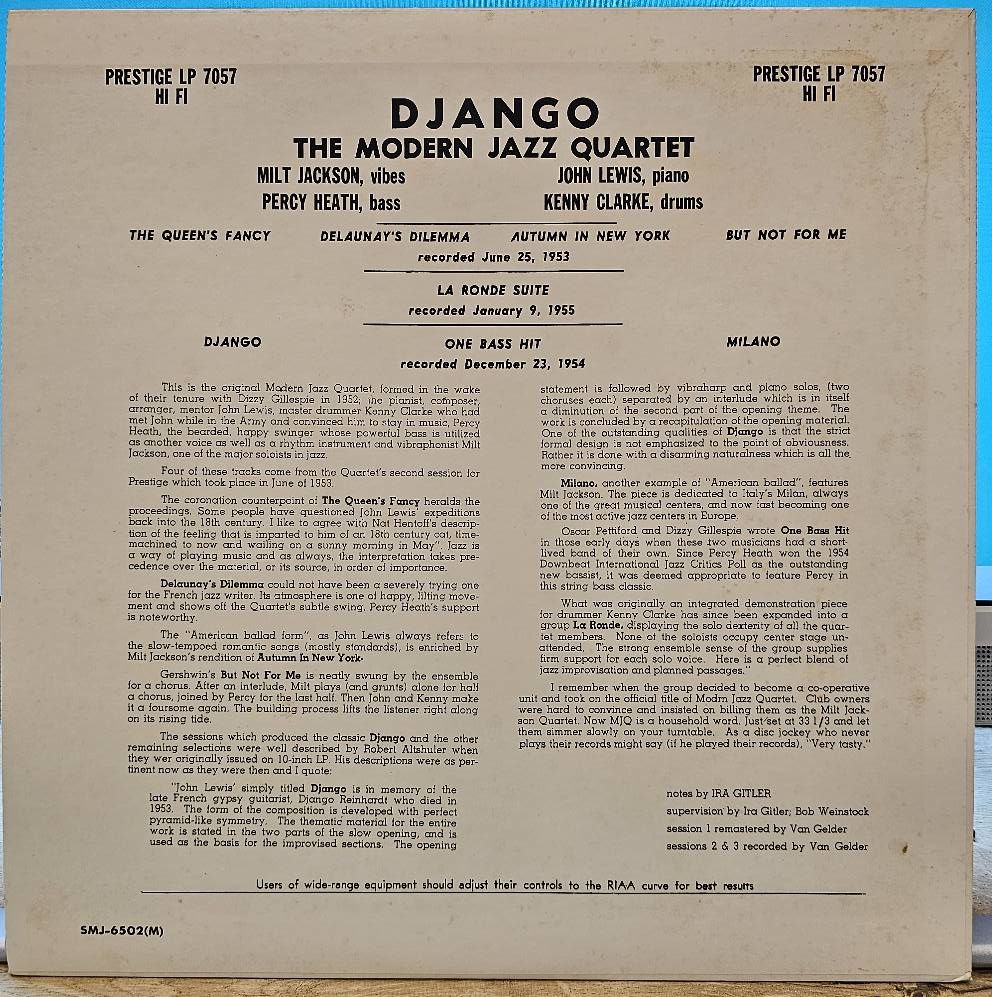 PRESTIGE LP 7057
HI FI
PRESTIGE LP 7057
HI FI
DJANGO
THE MODERN JAZZ QUARTET
MILT JACKSON, vibes
JOHN LEWIS, piano
PERCY HEATH, bass
KENNY CLARKE, drums
THE QUEEN'S FANCY DELAUNAY'S DILEMMA AUTUMN IN NEW YORK BUT NOT FOR ME
recorded June 25, 1953
LA RONDE SUITE
recorded January 9, 1955
DJANGO ONE BASS HIT MILANO
recorded December 23, 1954
This is the original Modern Jazz Quartet, formed in the wake
of their tenure with Dizzy Gillespie in 1952; the pianist, composer,
arranger, mentor John Lewis, master drummer Kenny Clarke who had
met John while in the Army and convinced him to stay in music, Percy
Heath, the bearded, happy swinger whose powerful bass is utilized
as another voice as well as a rhythm instrument and vibraphonist Milt
Jackson, one of the major soloists in jazz.
Four of these tracks come from the Quartet's second session for
Prestige which took place in June of 1953.
The coronation counterpoint of The Queen's Fancy heralds the
proceedings. Some people have questioned John Lewis' expeditions
back into the 18th century. I like to agree with Nat Hentoff's descrip-
tion of the feeling that is imparted to him of an 18th century cat, time-
machined to now and wailing on a sunny morning in May". Jazz is
a way of playing music and as always, the interpretation takes pre-
cedence over the material, or its source, in order of importance.
Delaunay's Dilemma could not have been a severely trying one
for the French jazz writer. Its atmosphere is one of happy, lilting move-
ment and shows off the Quartet's subtle swing. Percy Heath's support
is noteworthy.
The "American ballad form", as John Lewis always refers to
the slow-tempoed romantic songs (mostly standards), is enriched by
Milt Jackson's rendition of Autumn In New York.
Gershwin's But Not For Me is neatly swung by the ensemble
for a chorus. After an interlude, Milt plays (and grunts) alone for half
a chorus, joined by Percy for the last half. Then John and Kenny make
it a foursome again. The building process lifts the listener right along
on its rising tide.
The sessions which produced the classic Django and the other
remaining selections were well described by Robert Altshuler when
they wer originally issued on 10-inch LP. His descriptions were as per-
tinent now as they were then and I quote:
"John Lewis' simply titled Django is in memory of the
late French gypsy guitarist, Django Reinhardt who died in
1953. The form of the composition is developed with perfect
pyramid-like symmetry. The thematic material for the entire
work is stated in the two parts of the slow opening, and is
used as the basis for the improvised sections. The opening
statement is followed by vibraharp and piano solos, (two
choruses each) separated by an interlude which is in itself
a diminution of the second part of the opening theme. The
work is concluded by a recapitulation of the opening material.
One of the outstanding qualities of Django is that the strict
formal design is not emphasized to the point of obviousness.
Rather it is done with a disarming naturalness which is all the
more convincing.
Milano, another example of "American ballad", features
Milt Jackson. The piece is dedicated to Italy's Milan, always
one of the great musical centers, and now fast becoming one
of the most active jazz centers in Europe.
Oscar Pettiford and Dizzy Gillespie wrote One Bass Hit
in those early days when these two musicians had a short-
lived band of their own. Since Percy Heath won the 1954
Downbeat International Jazz Critics Poll as the outstanding
new bassist, it was deemed appropriate to feature Percy in
this string bass classic.
What was originally an integrated demonstration piece
for drummer Kenny Clarke has since been expanded into a
group La Ronde, displaying the solo dexterity of all the quar-
tet members. None of the soloists occupy center stage un-
attended. The strong ensemble sense of the group supplies
firm support for each solo voice. Here is a perfect blend of
jazz improvisation and planned passages."
I remember when the group decided to become a co-operative
unit and took on the official title of Modrn Jazz Quartet. Club owners
were hard to convince and insisted on billing them as the Milt Jack-
son Quartet. Now MJQ is a household word. Just set at 33 1/3 and let
them simmer slowly on your turntable. As a disc jockey who never
plays their records might say (if he played their records), "Very tasty."
notes by IRA GITLER
supervision by Ira Gitler; Bob Weinstock
session 1 remastered by Van Gelder
sessions 2 & 3 recorded by Van Gelder
Users of wide-range equipment should adjust their controls to the RIAA curve for best results
SMJ-6502(M)